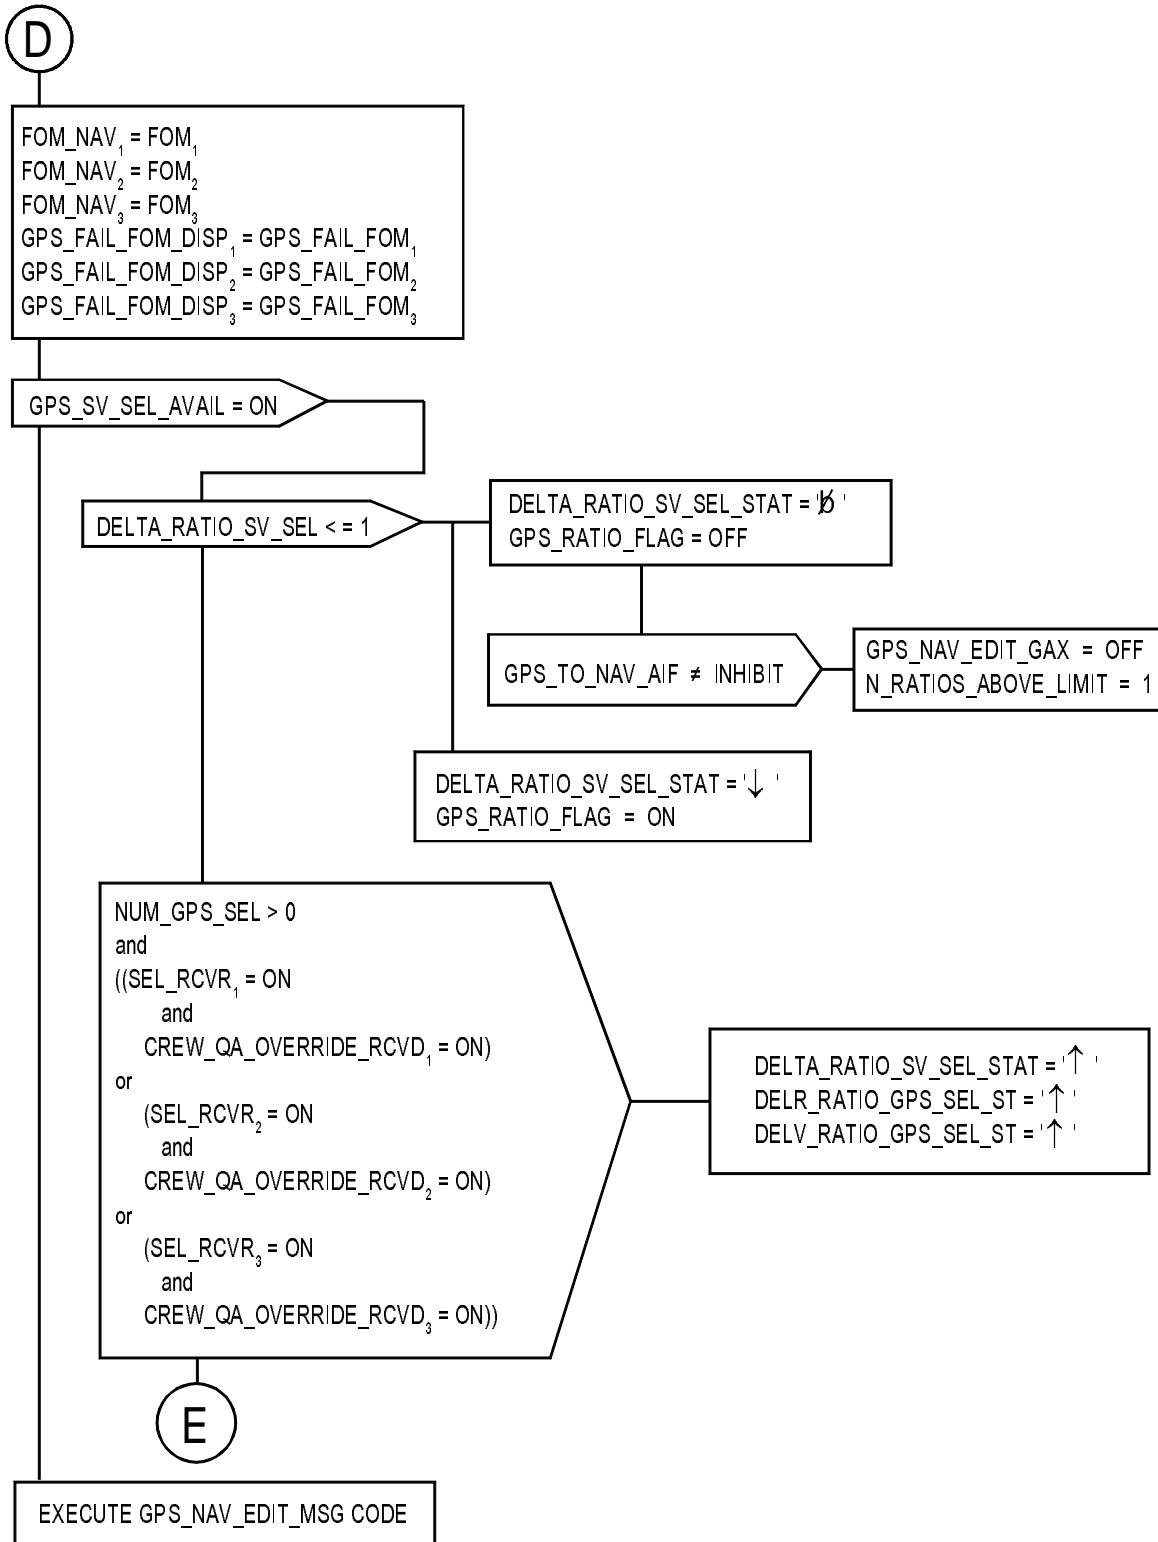 D
FOM_NAV₁ = FOM₁
FOM_NAV₂ = FOM₂
FOM_NAV₃ = FOM₃
GPS_FAIL_FOM_DISP₁ = GPS_FAIL_FOM₁
GPS_FAIL_FOM_DISP₂ = GPS_FAIL_FOM₂
GPS_FAIL_FOM_DISP₃ = GPS_FAIL_FOM₃
GPS_SV_SEL_AVAIL = ON
DELTA_RATIO_SV_SEL < = 1
DELTA_RATIO_SV_SEL_STAT = 'b̸ '
GPS_RATIO_FLAG = OFF
GPS_TO_NAV_AIF ≠ INHIBIT
GPS_NAV_EDIT_GAX = OFF
N_RATIOS_ABOVE_LIMIT = 1
DELTA_RATIO_SV_SEL_STAT = '↓ '
GPS_RATIO_FLAG = ON
NUM_GPS_SEL > 0
and
((SEL_RCVR₁ = ON
and
CREW_QA_OVERRIDE_RCVD₁ = ON)
or
(SEL_RCVR₂ = ON
and
CREW_QA_OVERRIDE_RCVD₂ = ON)
or
(SEL_RCVR₃ = ON
and
CREW_QA_OVERRIDE_RCVD₃ = ON))
DELTA_RATIO_SV_SEL_STAT = '↑ '
DELR_RATIO_GPS_SEL_ST = '↑ '
DELV_RATIO_GPS_SEL_ST = '↑ '
E
EXECUTE GPS_NAV_EDIT_MSG CODE